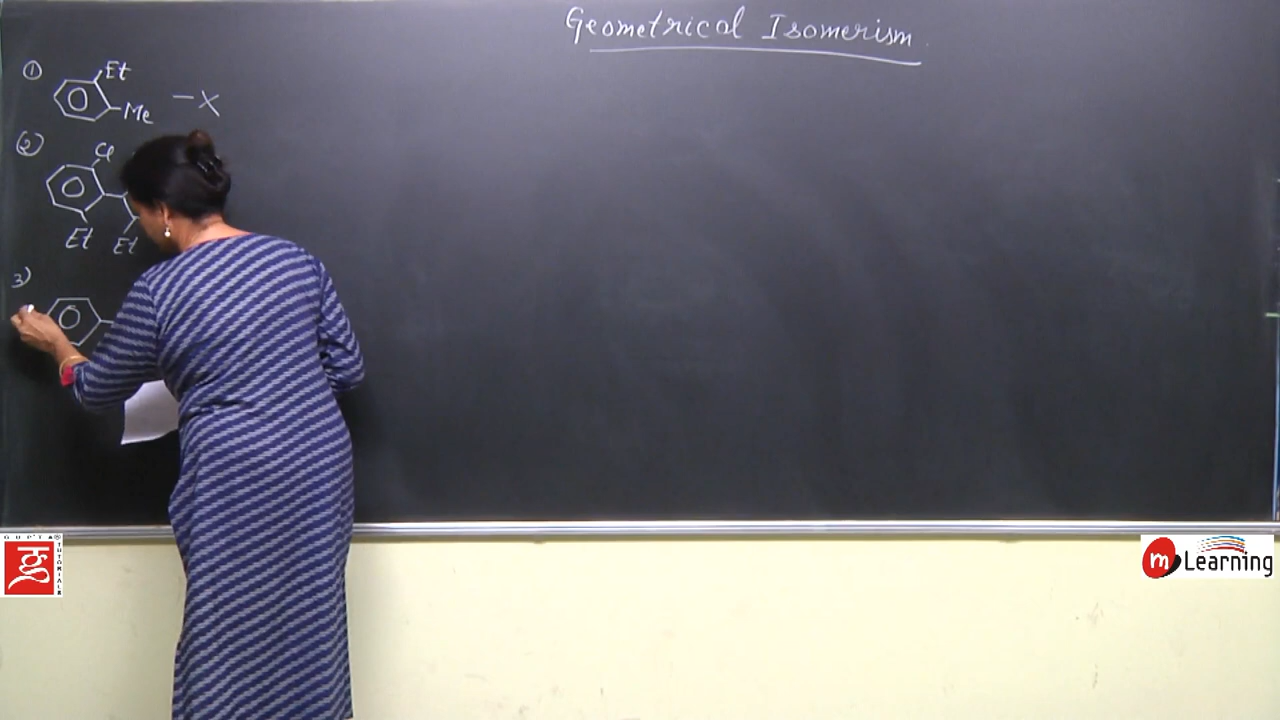 Geometrical Isomerism
① Et
Me — X
② Cl
Et Et
3)
GUPTA®
TUTORIALS
m Learning